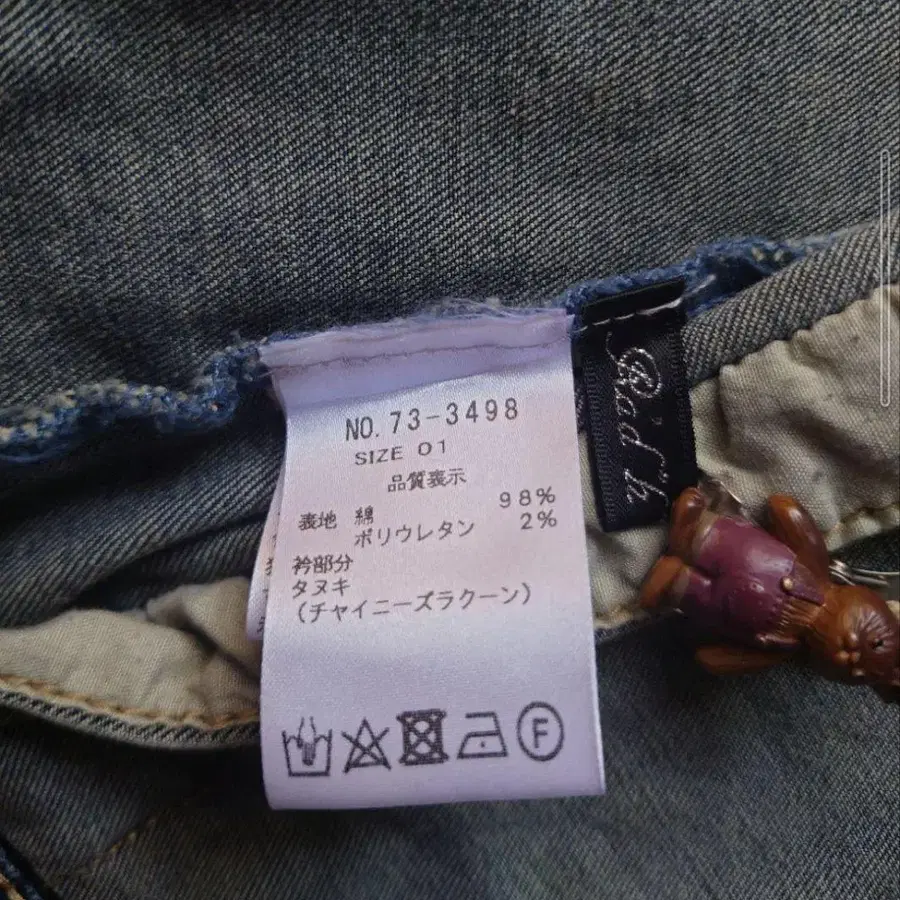 NO. 73-3498
SIZE 01
品質表示
表地 綿 98%
ポリウレタン 2%
衿部分
タヌキ
(チャイニーズラクーン)
F
Rad'h